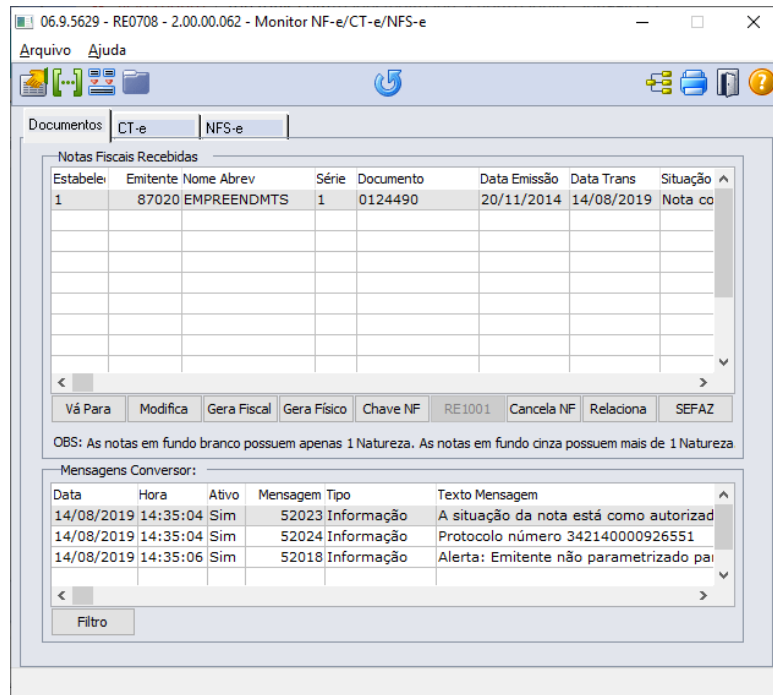 06.9.5629 - RE0708 - 2.00.00.062 - Monitor NF-e/CT-e/NFS-e
Arquivo Ajuda
Documentos CT-e NFS-e
Notas Fiscais Recebidas
Estabele Emitente Nome Abrev Série Documento Data Emissão Data Trans Situação
1 87020 EMPREENDMTS 1 0124490 20/11/2014 14/08/2019 Nota co
Vá Para Modifica Gera Fiscal Gera Físico Chave NF RE1001 Cancela NF Relaciona SEFAZ
OBS: As notas em fundo branco possuem apenas 1 Natureza. As notas em fundo cinza possuem mais de 1 Natureza
Mensagens Conversor:
Data Hora Ativo Mensagem Tipo Texto Mensagem
14/08/2019 14:35:04 Sim 52023 Informação A situação da nota está como autorizad
14/08/2019 14:35:04 Sim 52024 Informação Protocolo número 342140000926551
14/08/2019 14:35:06 Sim 52018 Informação Alerta: Emitente não parametrizado par
Filtro